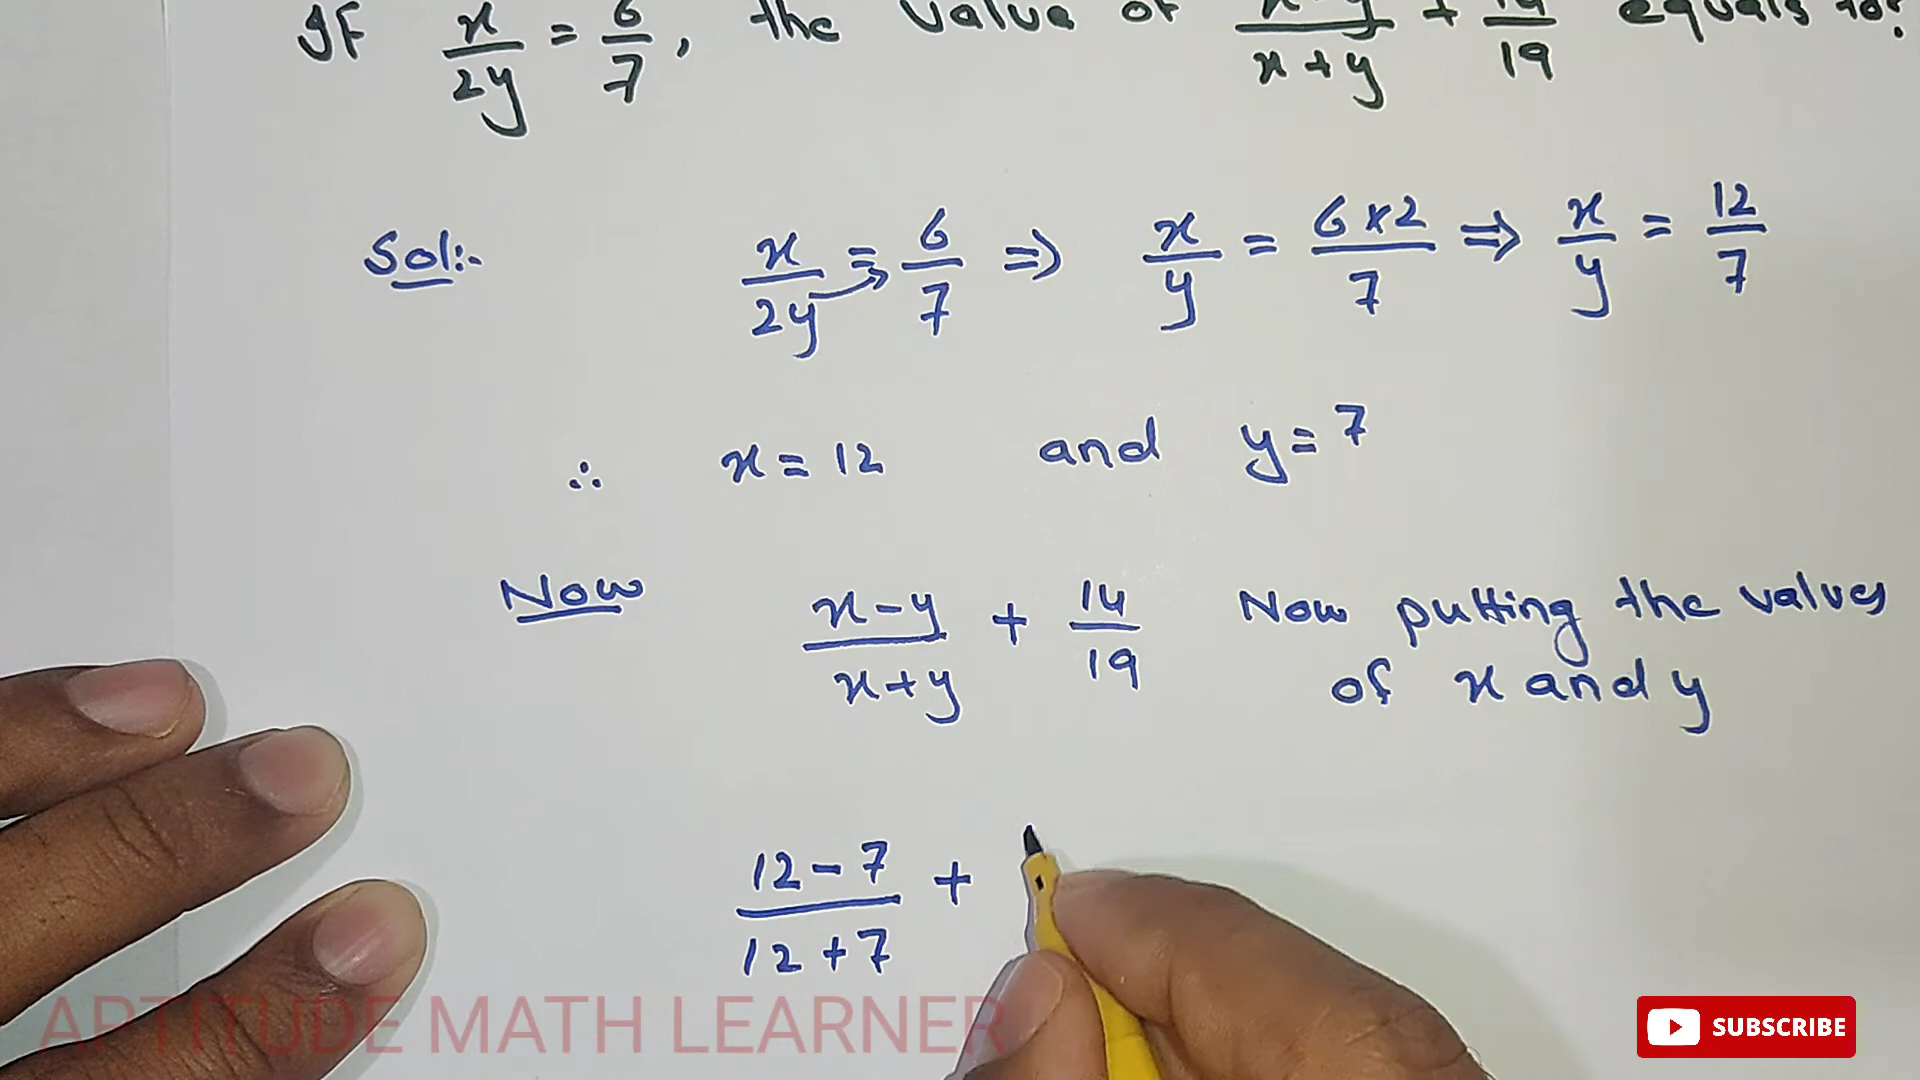 If x/2y = 6/7, the value of x-y/x+y + 14/19 equals to?
Sol:- x/2y = 6/7 ⇒ x/y = 6×2/7 ⇒ x/y = 12/7
∴ x = 12 and y = 7
Now x-y/x+y + 14/19 Now putting the values
of x and y
12-7/12+7 +
APTITUDE MATH LEARNER
SUBSCRIBE